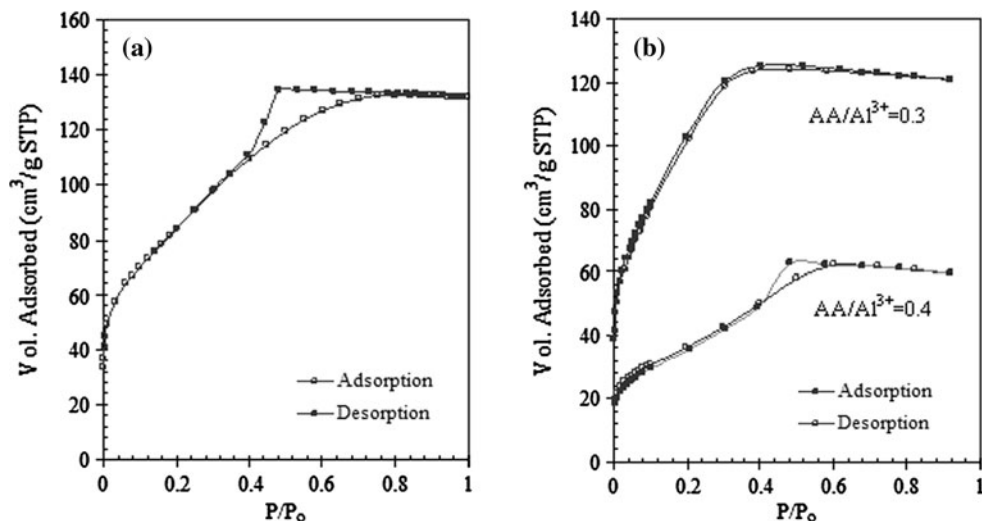 (a)
Vol. Adsorbed (cm³/g STP)
160
140
120
100
80
60
40
20
0
0
0.2
0.4
0.6
0.8
1
P/Po
Adsorption
Desorption
(b)
Vol. Adsorbed (cm³/g STP)
140
120
100
80
60
40
20
0
0
0.2
0.4
0.6
0.8
1
P/Po
AA/Al³⁺=0.3
AA/Al³⁺=0.4
Adsorption
Desorption